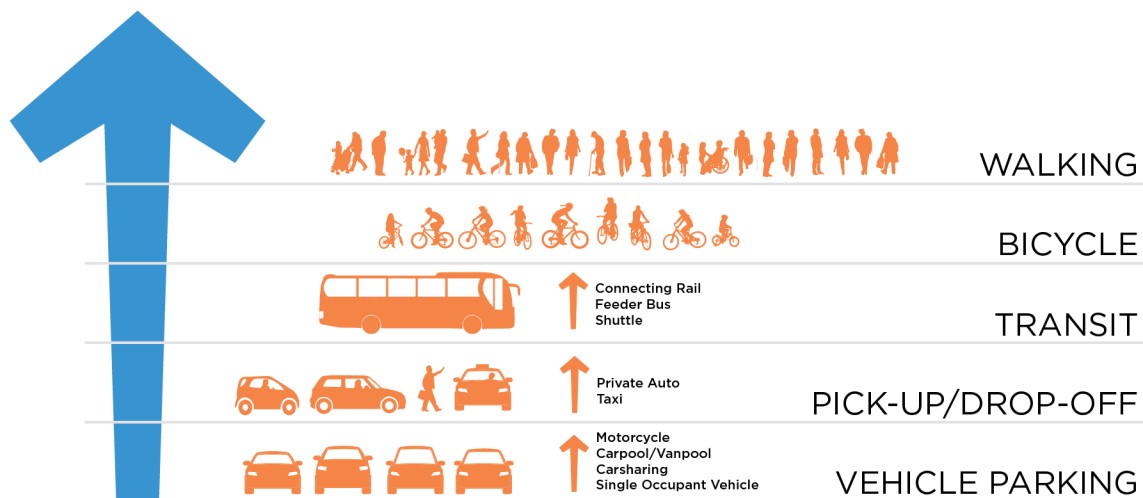 WALKING
BICYCLE
Connecting Rail
Feeder Bus
Shuttle
TRANSIT
Private Auto
Taxi
PICK-UP/DROP-OFF
Motorcycle
Carpool/Vanpool
Carsharing
Single Occupant Vehicle
VEHICLE PARKING